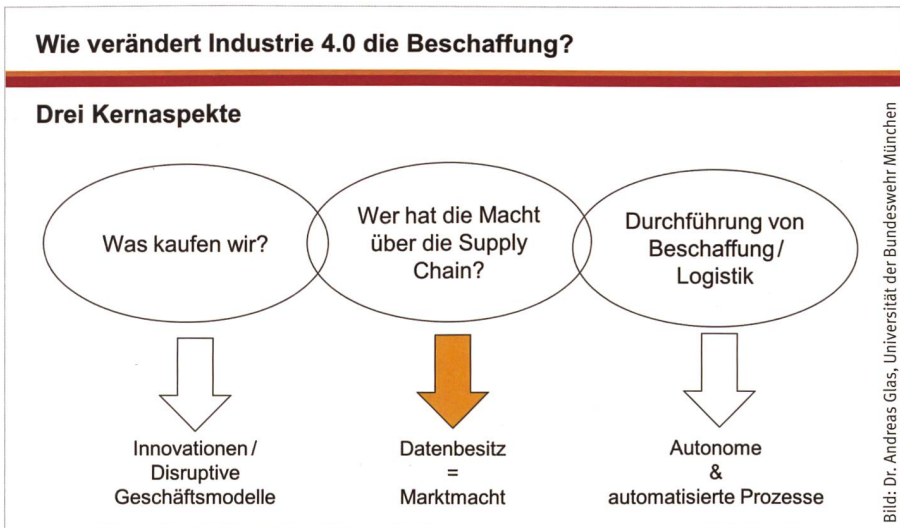 Wie verändert Industrie 4.0 die Beschaffung?
Drei Kernaspekte
Was kaufen wir?
Wer hat die Macht
über die Supply
Chain?
Durchführung von
Beschaffung/
Logistik
Innovationen/
Disruptive
Geschäftsmodelle
Datenbesitz
=
Marktmacht
Autonome
&
automatisierte Prozesse
Bild: Dr. Andreas Glas, Universität der Bundeswehr München